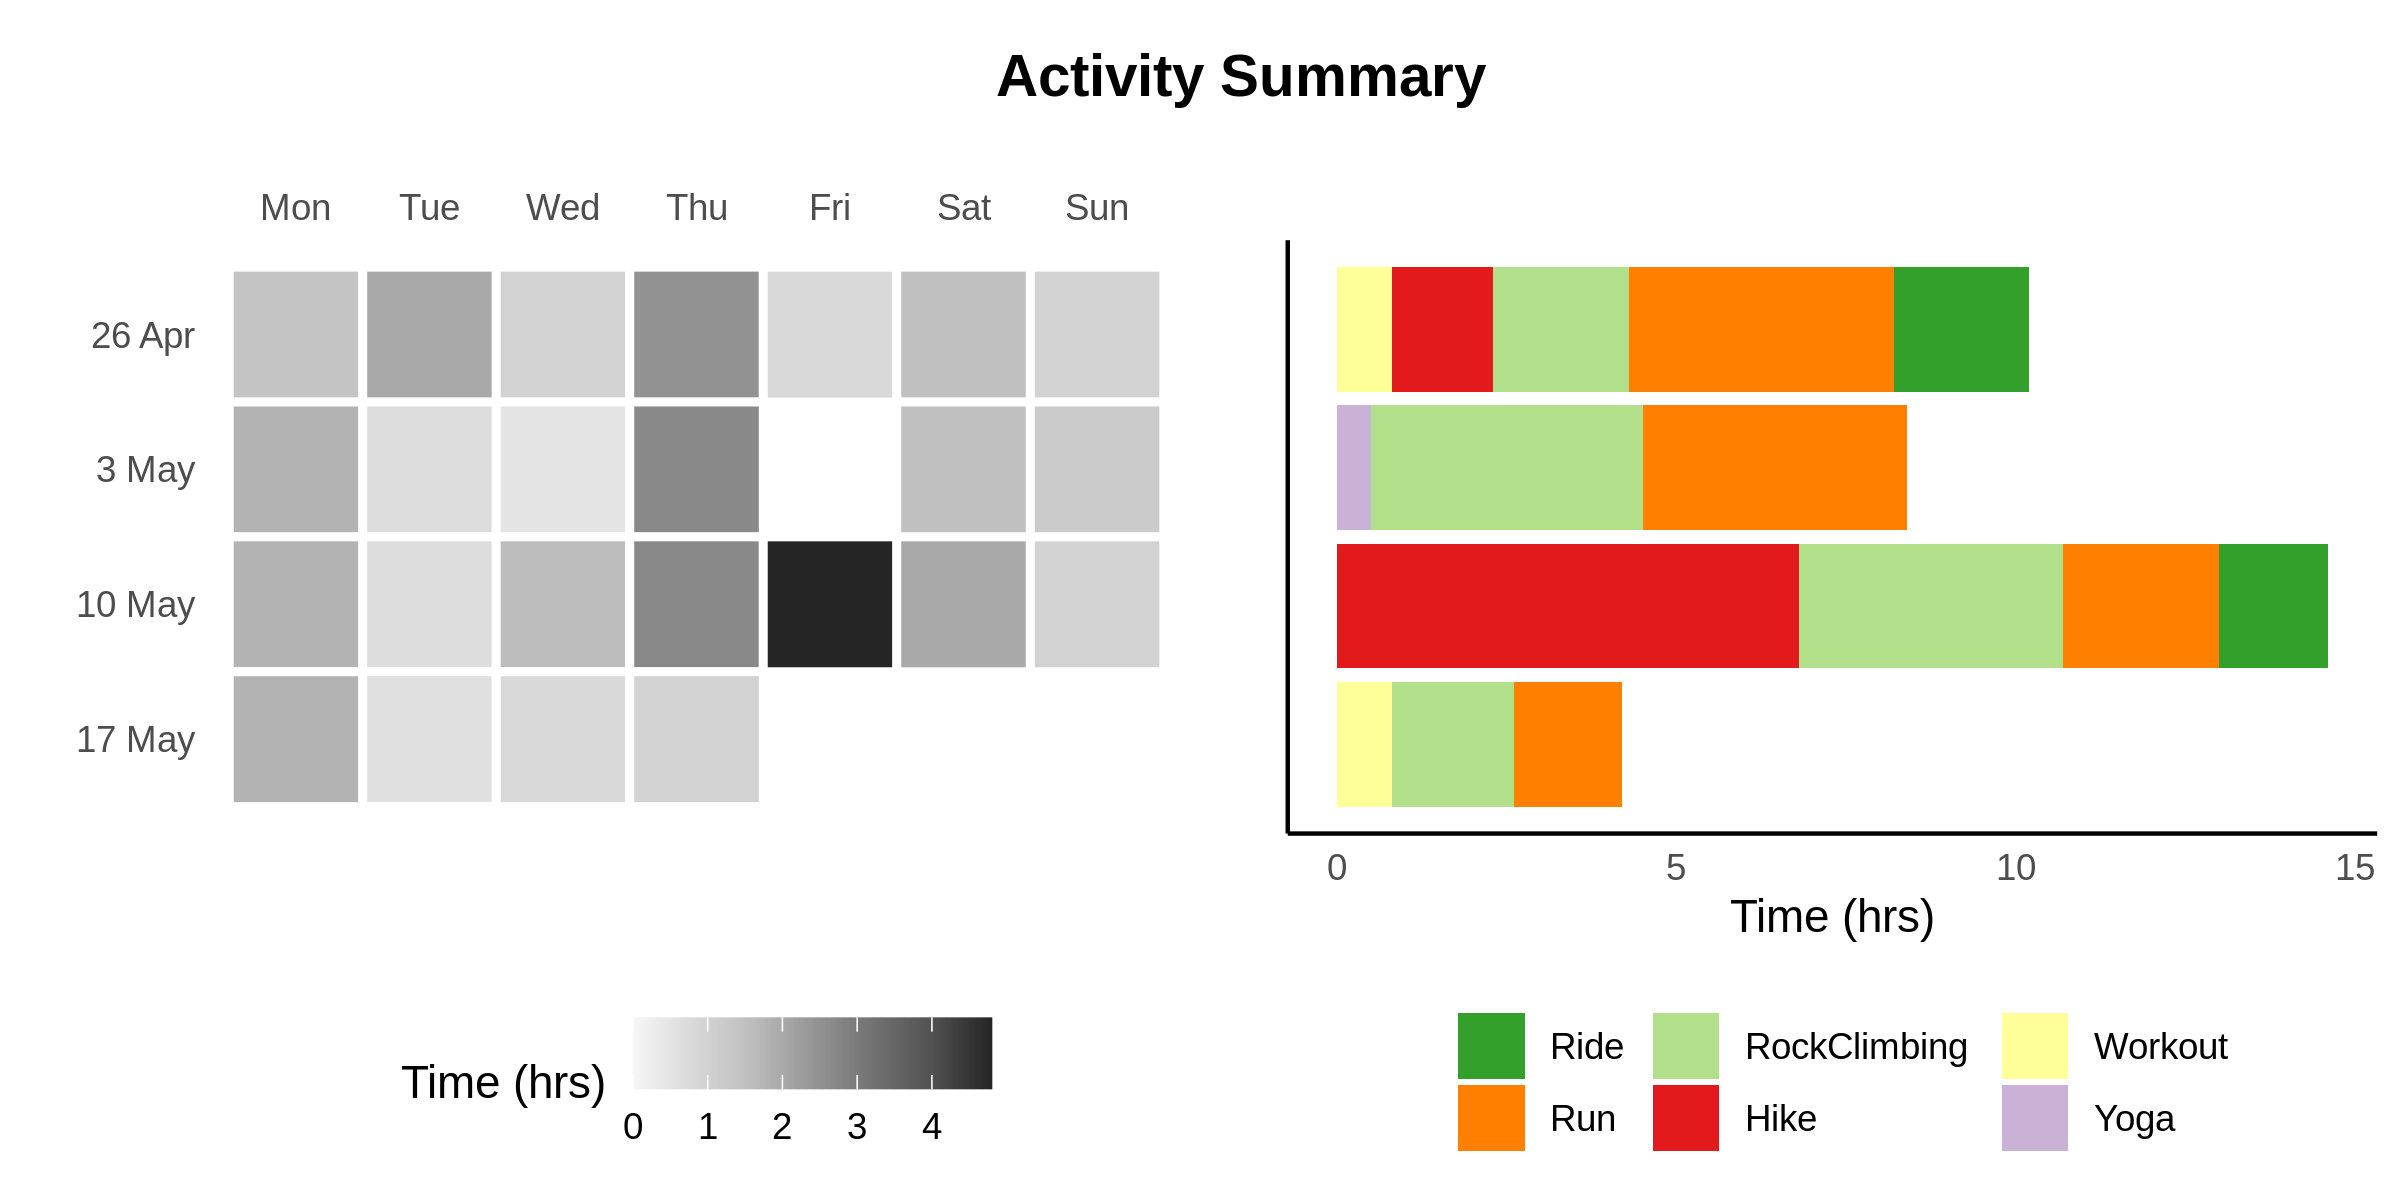 Activity Summary
Mon Tue Wed Thu Fri Sat Sun
26 Apr
3 May
10 May
17 May
0 5 10 15
Time (hrs)
Time (hrs)
0 1 2 3 4
Ride RockClimbing Workout
Run Hike Yoga